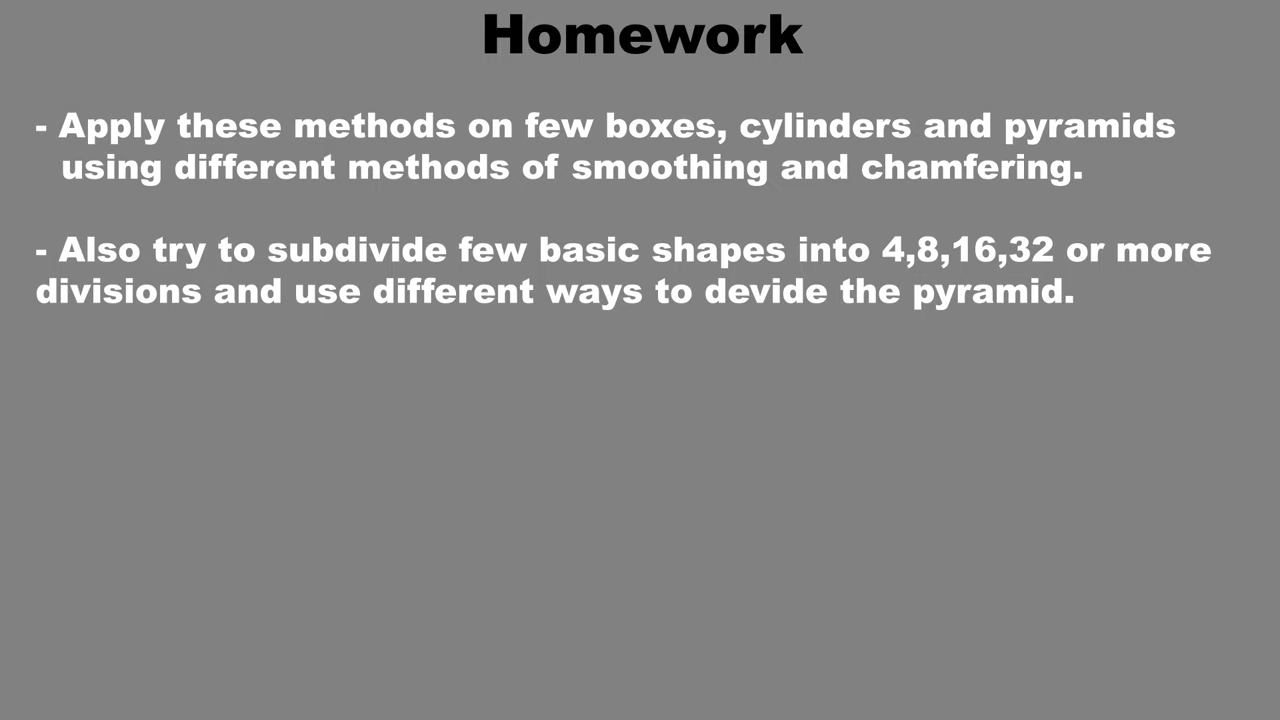 Homework
- Apply these methods on few boxes, cylinders and pyramids
using different methods of smoothing and chamfering.
- Also try to subdivide few basic shapes into 4,8,16,32 or more
divisions and use different ways to devide the pyramid.